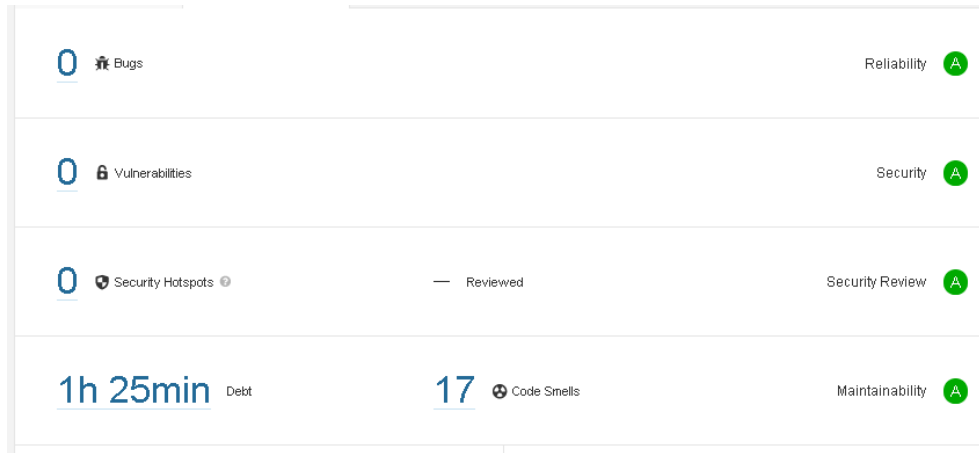 0 Bugs Reliability A
0 Vulnerabilities Security A
0 Security Hotspots ? — Reviewed Security Review A
1h 25min Debt 17 Code Smells Maintainability A